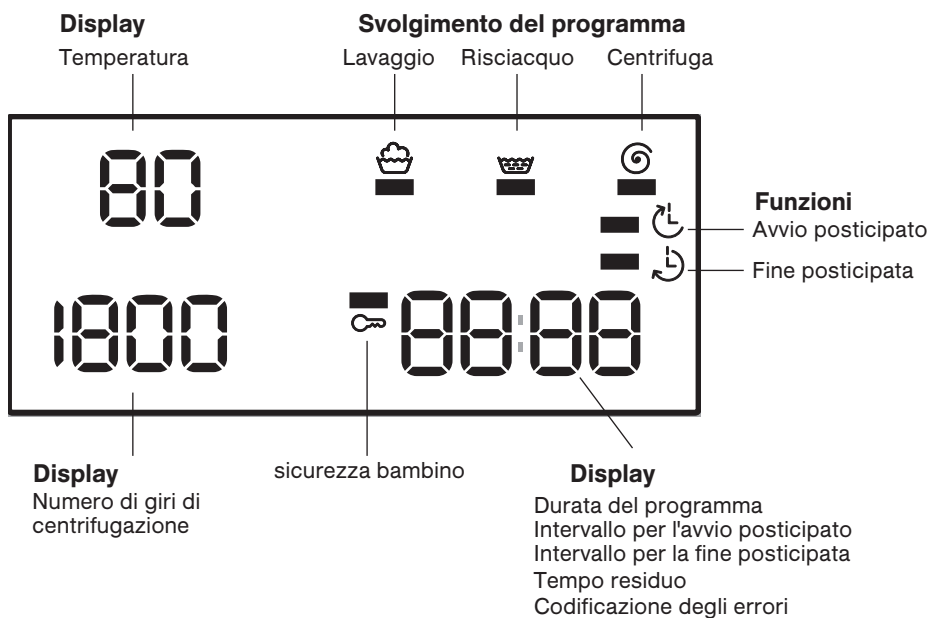 Display
Temperatura
Svolgimento del programma
Lavaggio Risciacquo Centrifuga
80
Funzioni
Avvio posticipato
Fine posticipata
1800
88:88
Display
Numero di giri di
centrifugazione
sicurezza bambino
Display
Durata del programma
Intervallo per l'avvio posticipato
Intervallo per la fine posticipata
Tempo residuo
Codificazione degli errori